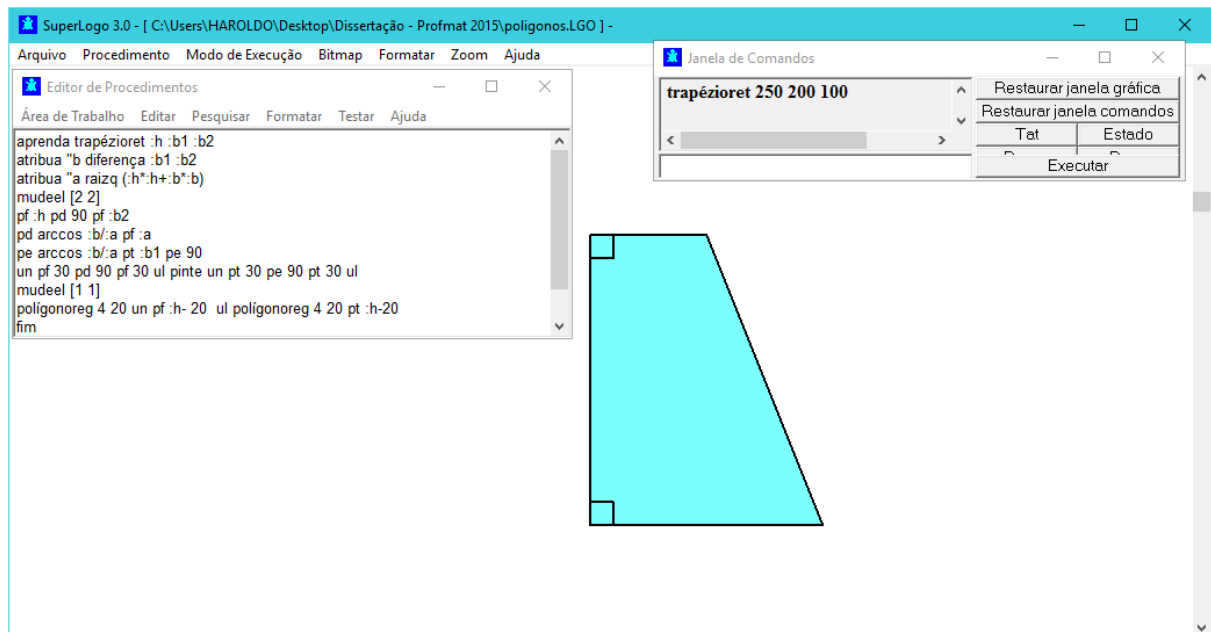 SuperLogo 3.0 - [ C:\Users\HAROLDO\Desktop\Dissertação - Profmat 2015\poligonos.LGO ] -
Arquivo Procedimento Modo de Execução Bitmap Formatar Zoom Ajuda
Editor de Procedimentos
Área de Trabalho Editar Pesquisar Formatar Testar Ajuda
aprenda trapézioret :h :b1 :b2
atribua "b diferença :b1 :b2
atribua "a raizq (:h*:h+:b*:b)
mudeel [2 2]
pf :h pd 90 pf :b2
pd arccos :b/:a pf :a
pe arccos :b/:a pt :b1 pe 90
un pf 30 pd 90 pf 30 ul pinte un pt 30 pe 90 pt 30 ul
mudeel [1 1]
polígonoreg 4 20 un pf :h- 20 ul polígonoreg 4 20 pt :h-20
fim
Janela de Comandos
trapézioret 250 200 100
Restaurar janela gráfica
Restaurar janela comandos
Tat Estado
Executar